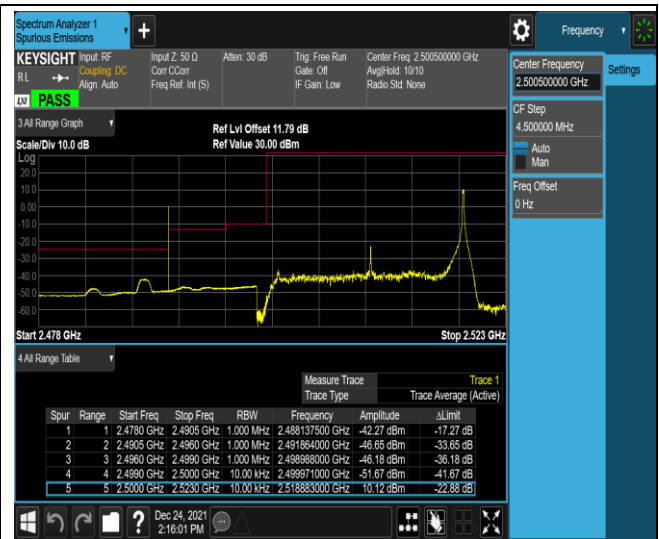 Spectrum Analyzer 1
Spurious Emissions
Frequency
KEYSIGHT
R L
LXI PASS
Input: RF
Coupling: DC
Align: Auto
Input Z: 50 Ω
Corr CCorr
Freq Ref: Int (S)
Atten: 30 dB
Trig: Free Run
Gate: Off
IF Gain: Low
Center Freq: 2.500500000 GHz
Avg|Hold: 10/10
Radio Std: None
Center Frequency
2.500500000 GHz
Settings
CF Step
4.500000 MHz
Auto
Man
Freq Offset
0 Hz
3 All Range Graph
Scale/Div 10.0 dB
Ref Lvl Offset 11.79 dB
Ref Value 30.00 dBm
Log
20.0
10.0
0.00
-10.0
-20.0
-30.0
-40.0
-50.0
-60.0
Start 2.478 GHz
Stop 2.523 GHz
4 All Range Table
Measure Trace Trace 1
Trace Type Trace Average (Active)
Spur Range Start Freq Stop Freq RBW Frequency Amplitude ΔLimit
1 1 2.4780 GHz 2.4905 GHz 1.000 MHz 2.488137500 GHz -42.27 dBm -17.27 dB
2 2 2.4905 GHz 2.4960 GHz 1.000 MHz 2.491864000 GHz -46.65 dBm -33.65 dB
3 3 2.4960 GHz 2.4990 GHz 1.000 MHz 2.498988000 GHz -46.18 dBm -36.18 dB
4 4 2.4990 GHz 2.5000 GHz 10.00 kHz 2.499971000 GHz -51.67 dBm -41.67 dB
5 5 2.5000 GHz 2.5230 GHz 10.00 kHz 2.518883000 GHz 10.12 dBm -22.88 dB
?
Dec 24, 2021
2:16:01 PM